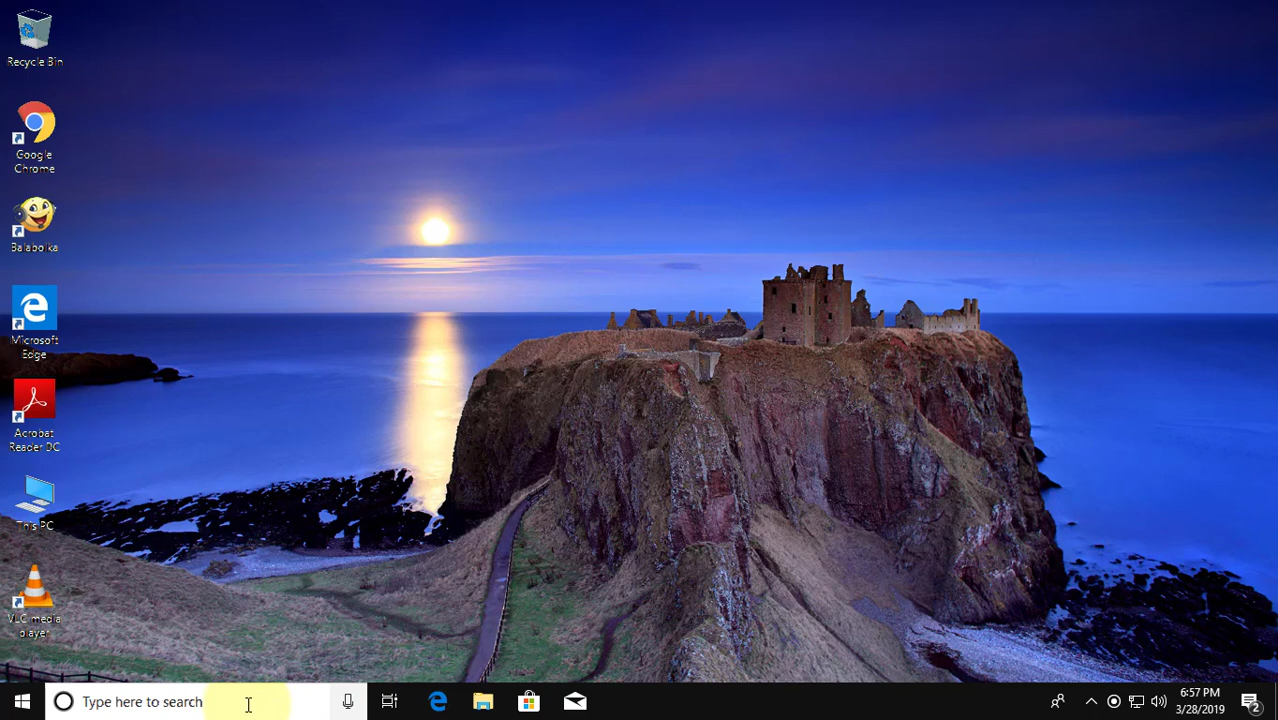 Recycle Bin
Google
Chrome
Balabolka
Microsoft
Edge
Acrobat
Reader DC
This PC
VLC media
player
Type here to search
6:57 PM
3/28/2019
2